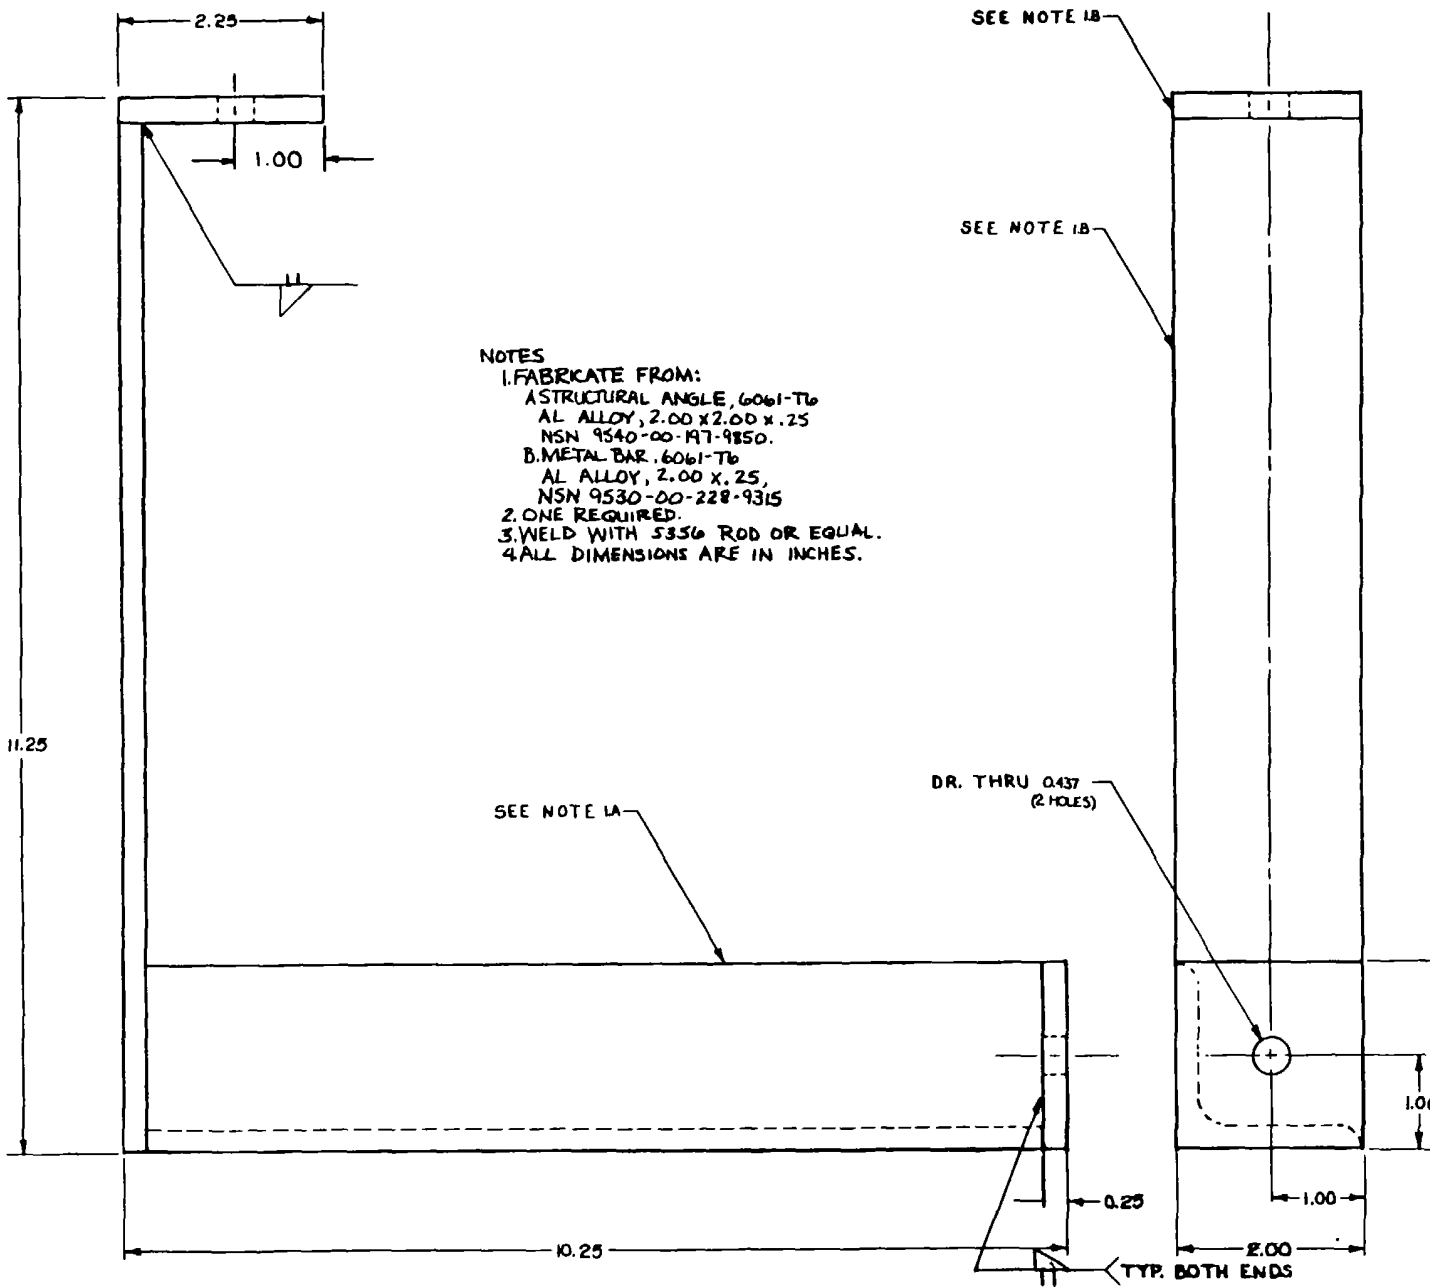 2.25
SEE NOTE 1.B
1.00
SEE NOTE 1.B
NOTES
1. FABRICATE FROM:
A STRUCTURAL ANGLE, 6061-T6
AL ALLOY, 2.00 X 2.00 X .25
NSN 9540-00-197-9850.
B. METAL BAR, 6061-T6
AL ALLOY, 2.00 X .25,
NSN 9530-00-228-9315
2. ONE REQUIRED.
3. WELD WITH 5356 ROD OR EQUAL.
4 ALL DIMENSIONS ARE IN INCHES.
11.25
DR. THRU 0.437
(2 HOLES)
SEE NOTE 1.A
0.25
1.00
10.25
2.00
TYP. BOTH ENDS